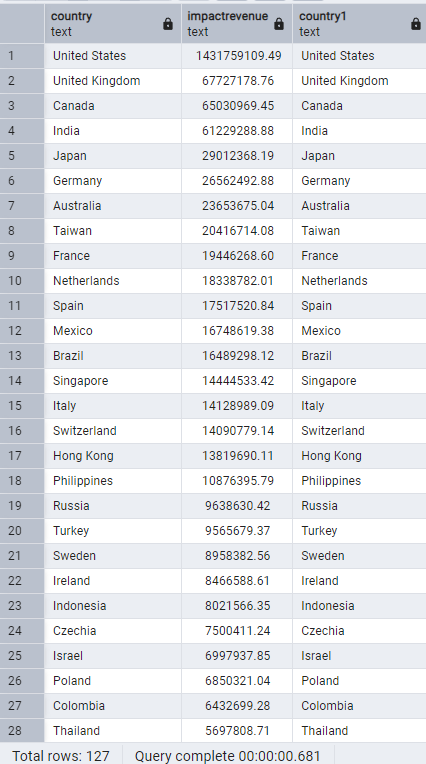 country impactrevenue country1
text text text
1 United States 1431759109.49 United States
2 United Kingdom 67727178.76 United Kingdom
3 Canada 65030969.45 Canada
4 India 61229288.88 India
5 Japan 29012368.19 Japan
6 Germany 26562492.88 Germany
7 Australia 23653675.04 Australia
8 Taiwan 20416714.08 Taiwan
9 France 19446268.60 France
10 Netherlands 18338782.01 Netherlands
11 Spain 17517520.84 Spain
12 Mexico 16748619.38 Mexico
13 Brazil 16489298.12 Brazil
14 Singapore 14444533.42 Singapore
15 Italy 14128989.09 Italy
16 Switzerland 14090779.14 Switzerland
17 Hong Kong 13819690.11 Hong Kong
18 Philippines 10876395.79 Philippines
19 Russia 9638630.42 Russia
20 Turkey 9565679.37 Turkey
21 Sweden 8958382.56 Sweden
22 Ireland 8466588.61 Ireland
23 Indonesia 8021566.35 Indonesia
24 Czechia 7500411.24 Czechia
25 Israel 6997937.85 Israel
26 Poland 6850321.04 Poland
27 Colombia 6432699.28 Colombia
28 Thailand 5697808.71 Thailand
Total rows: 127 Query complete 00:00:00.681